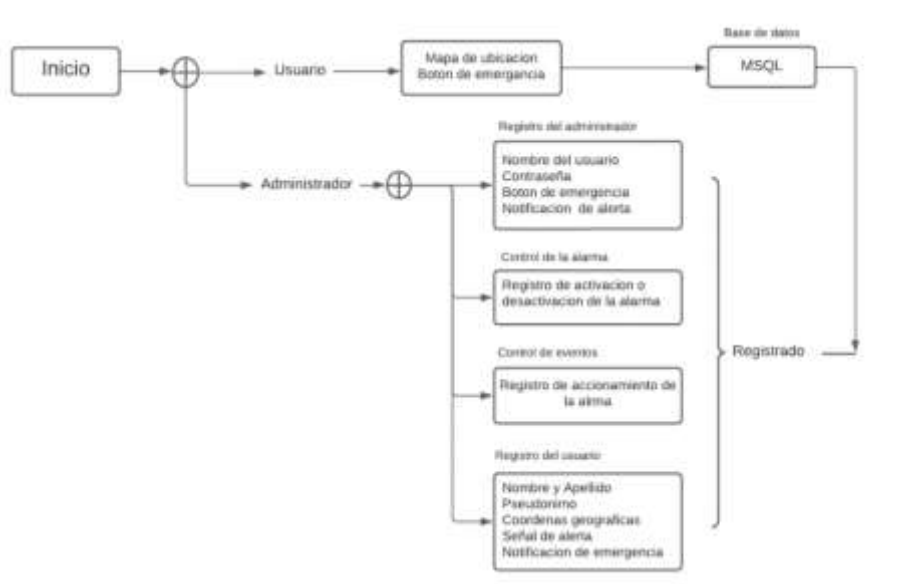 Inicio
Usuario
Mapa de ubicacion
Boton de emergancia
Base de datos
MSQL
Administrador
Registro del administrador
Nombre del usuario
Contraseña
Boton de emergencia
Notificacion de alerta
Control de la alarma
Registro de activacion o
desactivacion de la alarma
Control de eventos
Registro de accionamiento de
la alrma
Registro del usuario
Nombre y Apellido
Pseudonimo
Coordenas geograficas
Señal de alerta
Notificacion de emergencia
Registrado